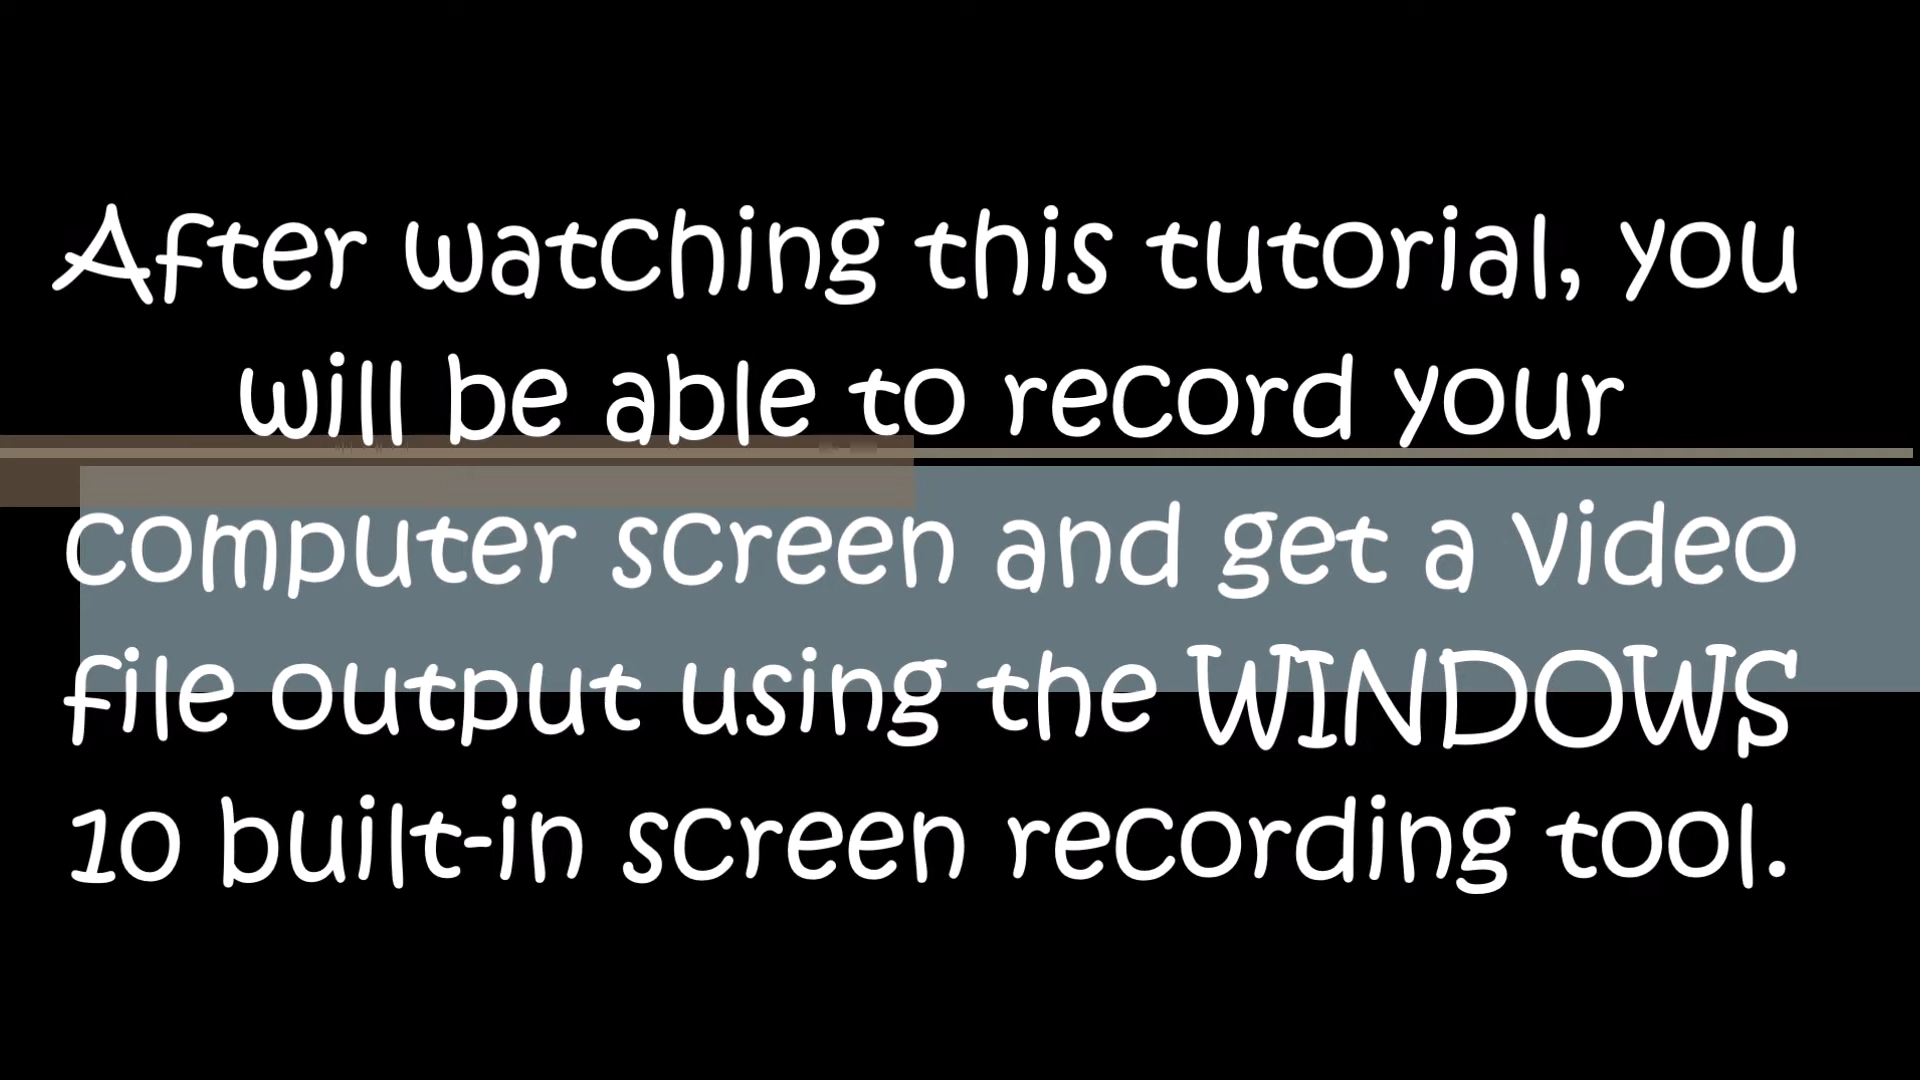 After watching this tutorial, you
will be able to record your
computer screen and get a video
file output using the WINDOWS
10 built-in screen recording tool.